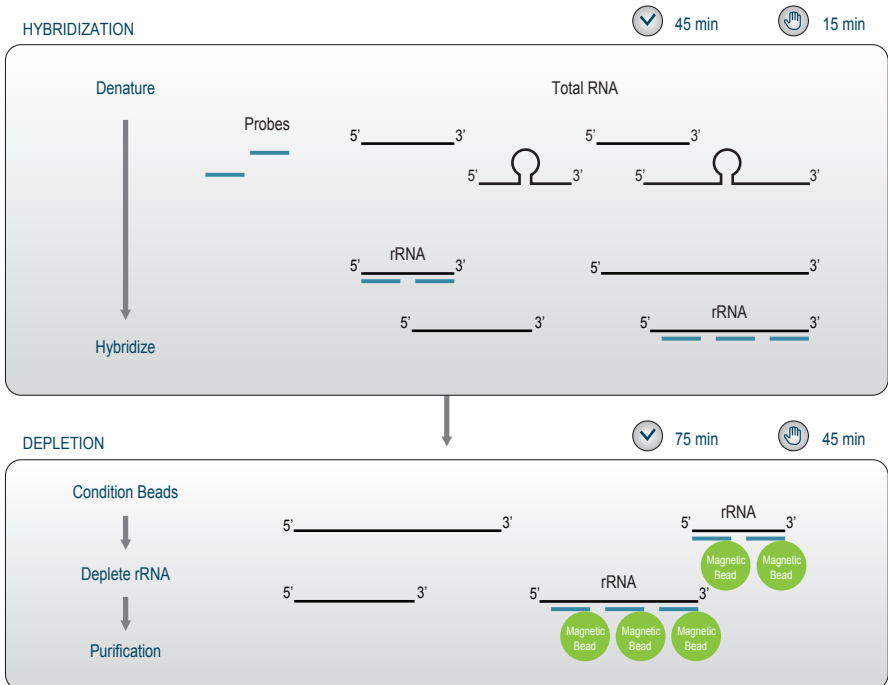 HYBRIDIZATION
45 min
15 min
Denature
Total RNA
Probes
5’ 3’
5’ 3’
5’ 3’
5’ 3’
rRNA
5’ 3’
5’ 3’
rRNA
5’ 3’
5’ 3’
Hybridize
DEPLETION
75 min
45 min
Condition Beads
5’ 3’
rRNA
5’ 3’
Magnetic
Bead
Magnetic
Bead
Deplete rRNA
5’ 3’
rRNA
5’ 3’
Magnetic
Bead
Magnetic
Bead
Magnetic
Bead
Purification